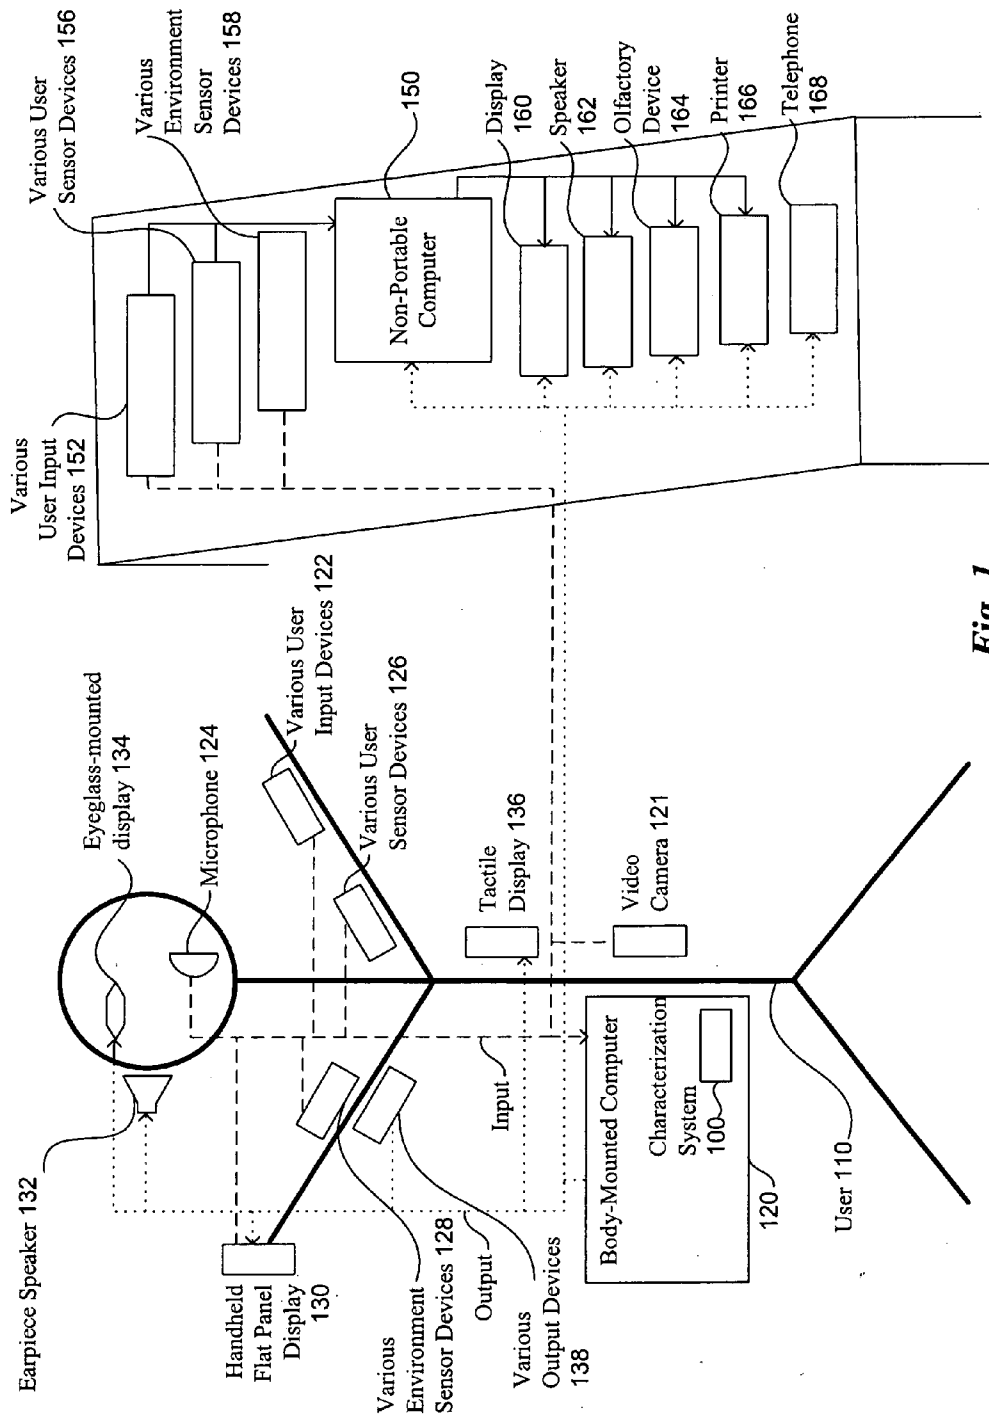 Earpiece Speaker 132
Eyeglass-mounted
display 134
Microphone 124
Various User
Input Devices 122
Various User
Sensor Devices 126
Handheld
Flat Panel
Display
130
Various
Environment
Sensor Devices 128
Various
Output Devices
138
Output
Input
Tactile
Display 136
Video
Camera 121
Body-Mounted Computer
Characterization
System
100
120
User 110
Various
User Input
Devices 152
Various User
Sensor Devices 156
Various
Environment
Sensor
Devices 158
Non-Portable
Computer
150
Display
160
Speaker
162
Olfactory
Device
164
Printer
166
Telephone
168
Fig. 1